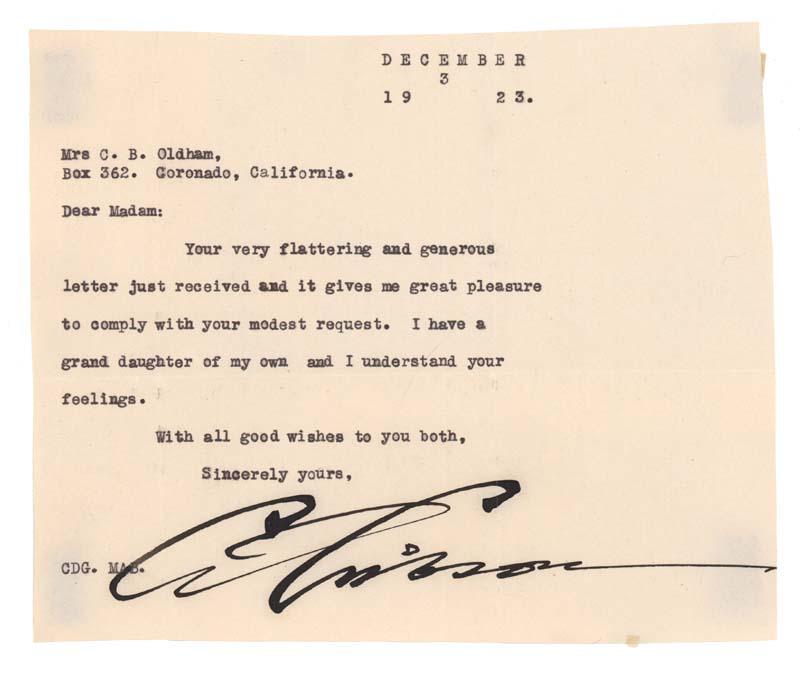 DECEMBER
3
19 23.
Mrs C. B. Oldham,
Box 362. Coronado, California.
Dear Madam:
Your very flattering and generous
letter just received and it gives me great pleasure
to comply with your modest request. I have a
grand daughter of my own and I understand your
feelings.
With all good wishes to you both,
Sincerely yours,
C D Gibson
CDG. MAB.